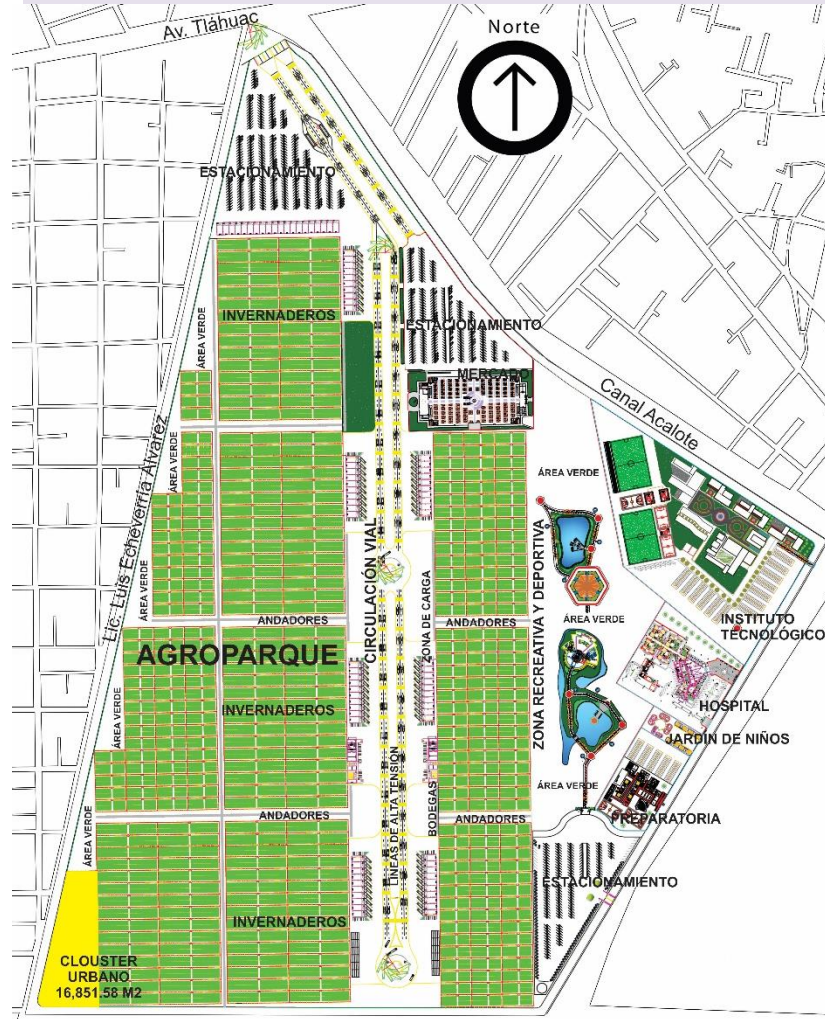 Av. Tláhuac
Norte
ESTACIONAMIENTO
INVERNADEROS
ESTACIONAMIENTO
ÁREA VERDE
MERCADO
Canal Acalote
Lic. Luis Echeverría Álvarez
ÁREA VERDE
ÁREA VERDE
CIRCULACIÓN VIAL
ZONA DE CARGA
ZONA RECREATIVA Y DEPORTIVA
ÁREA VERDE
ANDADORES
ANDADORES
ÁREA VERDE
INSTITUTO
TECNOLÓGICO
AGROPARQUE
ÁREA VERDE
INVERNADEROS
HOSPITAL
JARDÍN DE NIÑOS
LÍNEAS DE ALTA TENSION
BODEGAS
ÁREA VERDE
ANDADORES
ANDADORES
PREPARATORIA
ÁREA VERDE
ESTACIONAMIENTO
INVERNADEROS
CLOUSTER
URBANO
16,851.58 M2